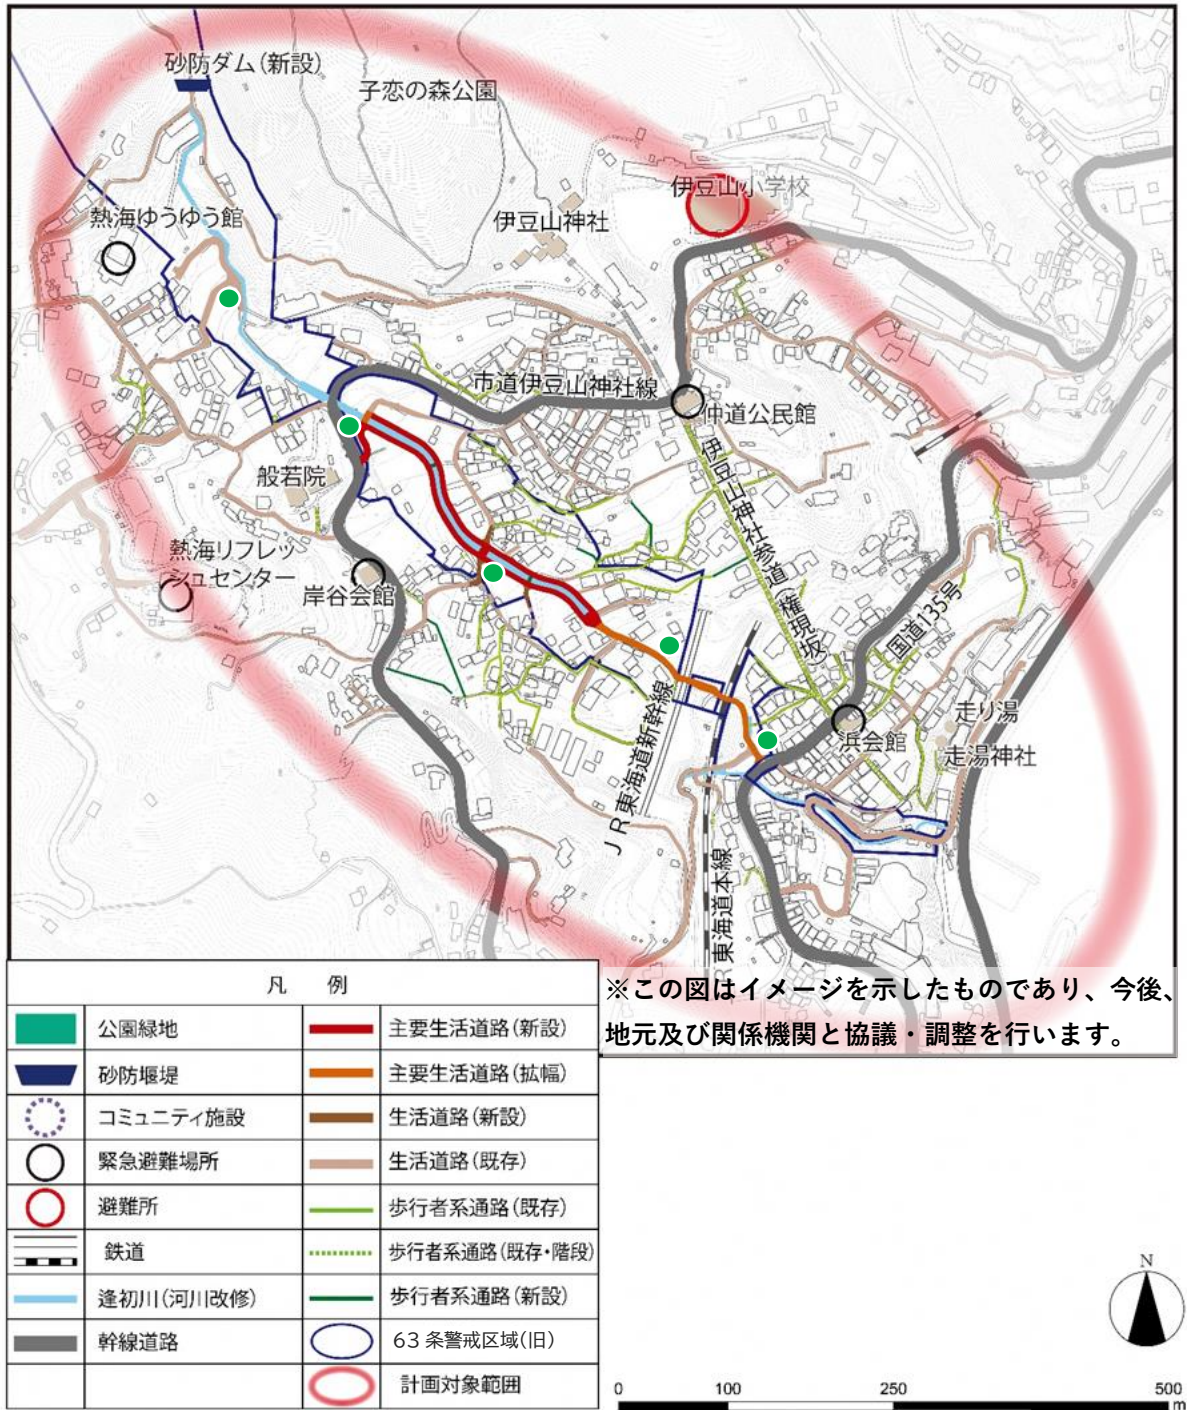 砂防ダム(新設)
子恋の森公園
伊豆山小学校
熱海ゆうゆう館
伊豆山神社
市道伊豆山神社線
仲道公民館
般若院
伊豆山神社参道(権現坂)
熱海リフレッ
シュセンター
岸谷会館
国道135号
走り湯
浜会館
走湯神社
JR東海道新幹線
R東海道本線
※この図はイメージを示したものであり、今後、
地元及び関係機関と協議・調整を行います。
凡 例
公園緑地
主要生活道路(新設)
砂防堰堤
主要生活道路(拡幅)
コミュニティ施設
生活道路(新設)
緊急避難場所
生活道路(既存)
避難所
歩行者系通路(既存)
鉄道
歩行者系通路(既存・階段)
逢初川(河川改修)
歩行者系通路(新設)
幹線道路
63条警戒区域(旧)
計画対象範囲
N
0 100 250 500
m